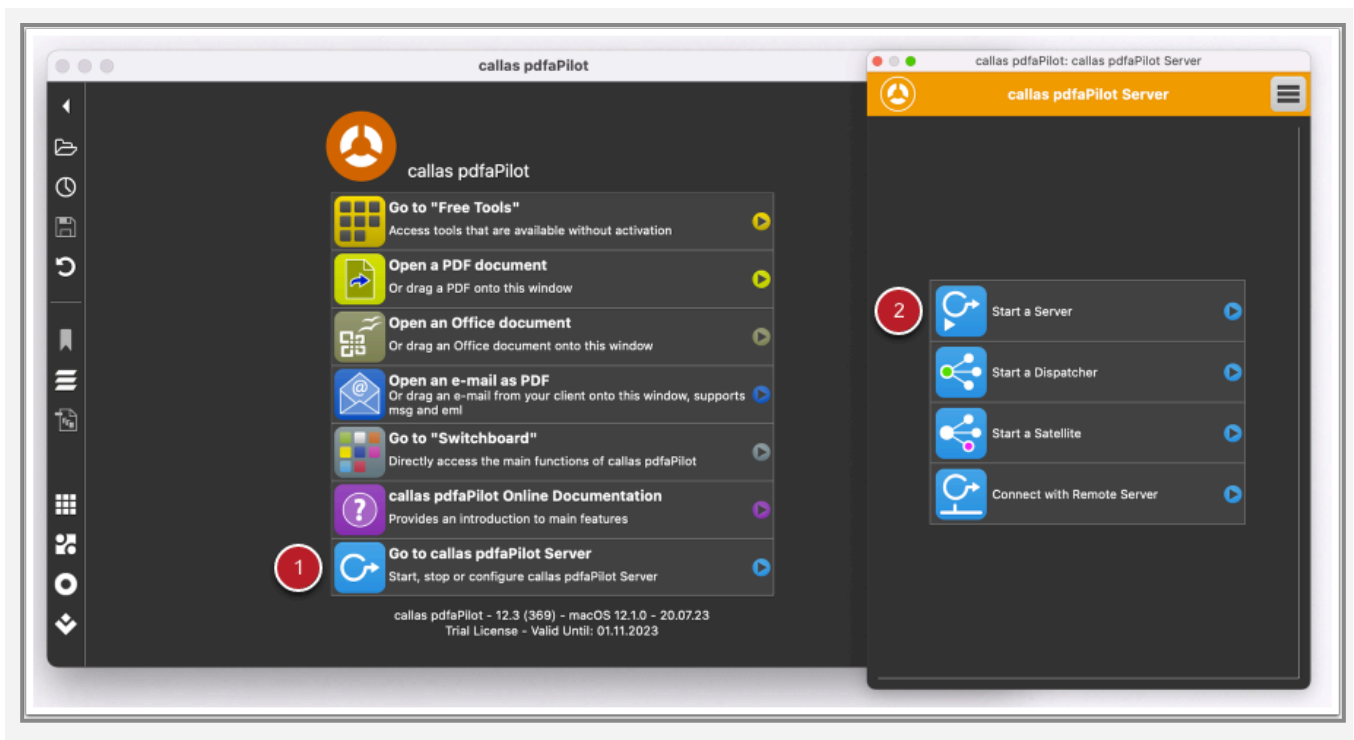 callas pdfaPilot
callas pdfaPilot
Go to "Free Tools"
Access tools that are available without activation
Open a PDF document
Or drag a PDF onto this window
Open an Office document
Or drag an Office document onto this window
Open an e-mail as PDF
Or drag an e-mail from your client onto this window, supports
msg and eml
Go to "Switchboard"
Directly access the main functions of callas pdfaPilot
callas pdfaPilot Online Documentation
Provides an introduction to main features
1
Go to callas pdfaPilot Server
Start, stop or configure callas pdfaPilot Server
callas pdfaPilot - 12.3 (369) - macOS 12.1.0 - 20.07.23
Trial License - Valid Until: 01.11.2023
callas pdfaPilot: callas pdfaPilot Server
callas pdfaPilot Server
2
Start a Server
Start a Dispatcher
Start a Satellite
Connect with Remote Server